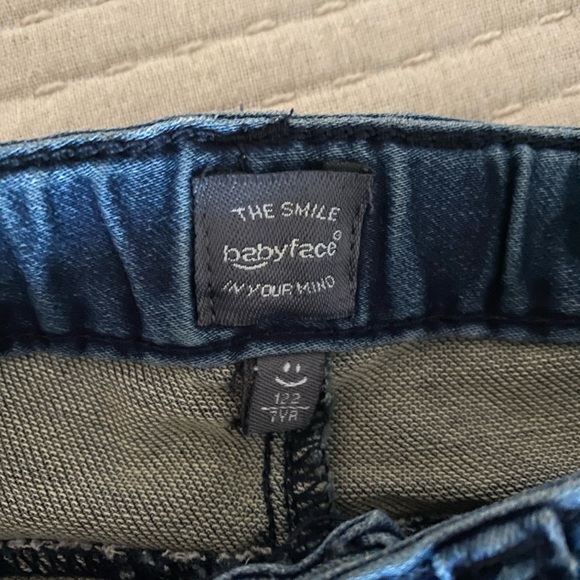 THE SMILE
babyface®
IN YOUR MIND
122
7YR